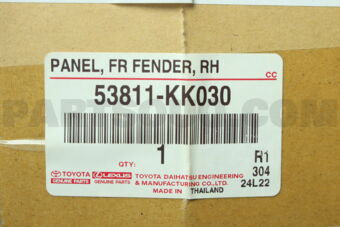 PANEL, FR FENDER, RH
CC
53811-KK030
QTY:
1
R1
304
24L22
TOYOTA
GENUINE PARTS
LEXUS
GENUINE PARTS
TOYOTA DAIHATSU ENGINEERING
& MANUFACTURING CO., LTD.
MADE IN THAILAND